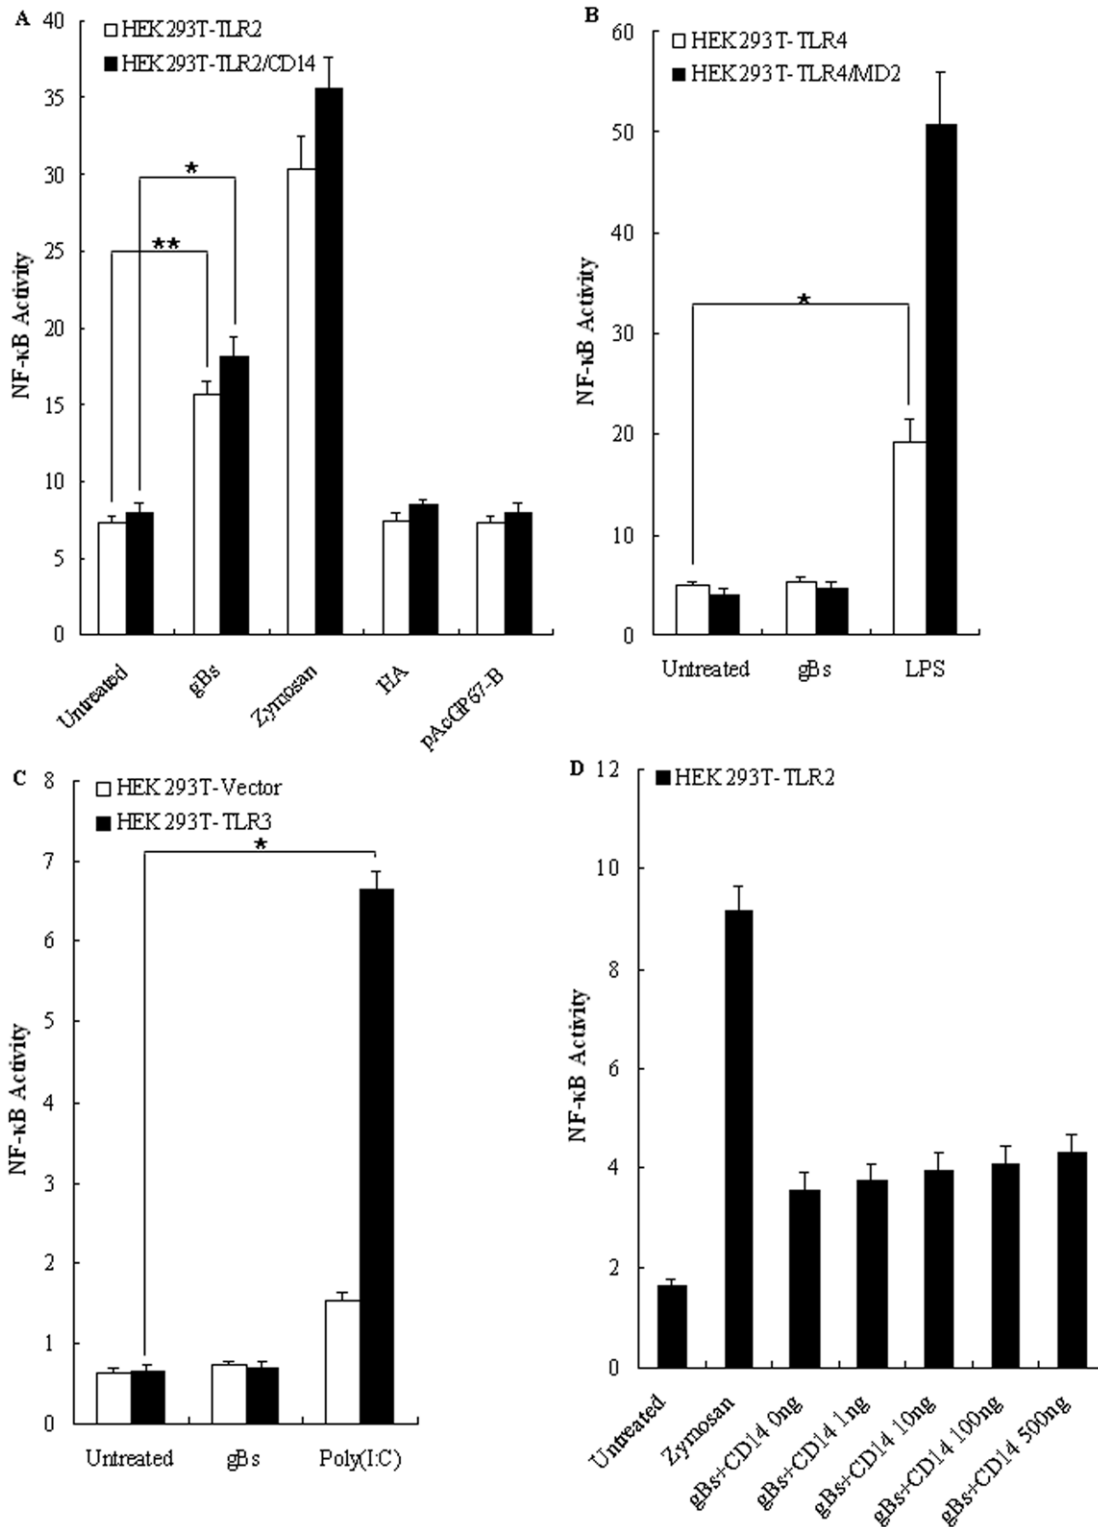 A
HEK293T-TLR2
HEK293T-TLR2/CD14
40
35
30
25
20
15
10
5
0
NF-κB Activity
*
**
Untreated
gBs
Zymosan
HA
pAcGP67-B
B
HEK293T-TLR4
HEK293T-TLR4/MD2
60
50
40
30
20
10
0
NF-κB Activity
*
Untreated
gBs
LPS
C
HEK293T-Vector
HEK293T-TLR3
8
7
6
5
4
3
2
1
0
NF-κB Activity
*
Untreated
gBs
Poly(I:C)
D
HEK293T-TLR2
12
10
8
6
4
2
0
NF-κB Activity
Untreated
Zymosan
gBs+CD14 0ng
gBs+CD14 1ng
gBs+CD14 10ng
gBs+CD14 100ng
gBs+CD14 500ng